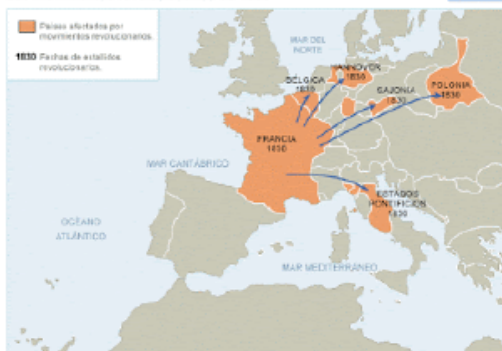 Países afectados por
movimientos revolucionarios.
1830 Fechas de estallidos
revolucionarios.
MAR DEL
NORTE
HANNOVER
1830
BÉLGICA
1830
SAJONIA
1830
POLONIA
1830
FRANCIA
1830
MAR CANTÁBRICO
ESTADOS
PONTIFICIOS
1830
OCÉANO
ATLÁNTICO
MAR MEDITERRÁNEO